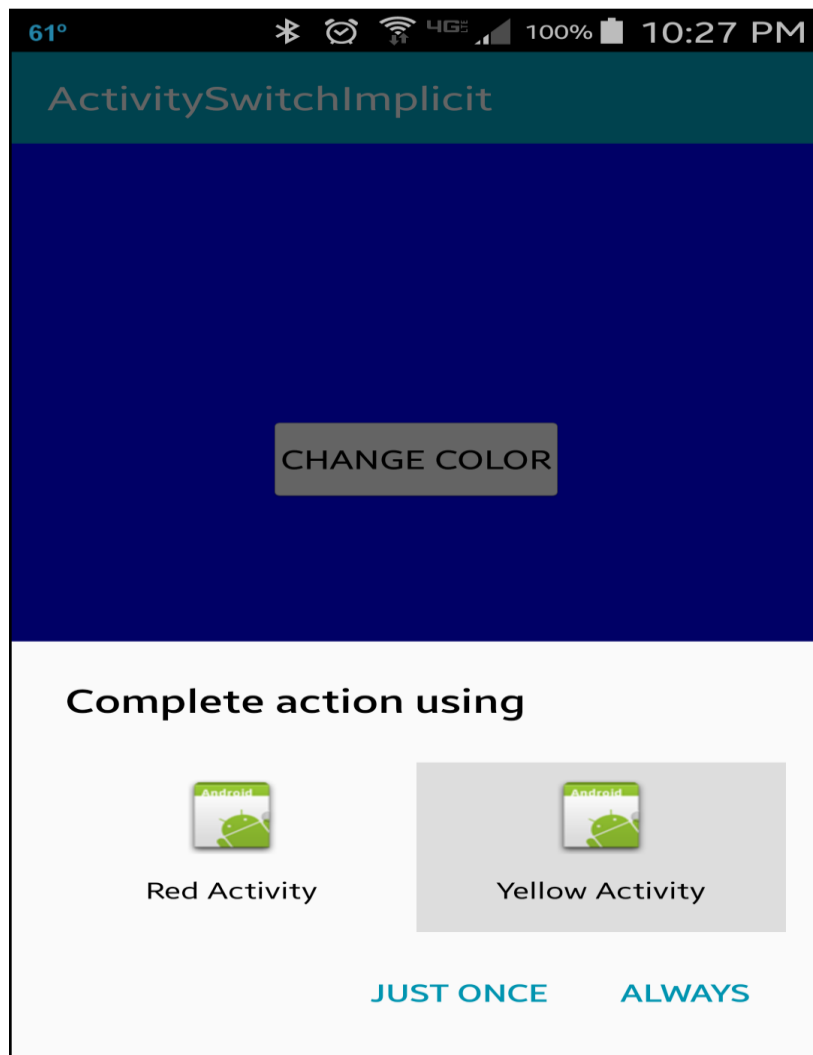 61° 4G 100% 10:27 PM
ActivitySwitchImplicit
CHANGE COLOR
Complete action using
Android Android
Red Activity Yellow Activity
JUST ONCE ALWAYS